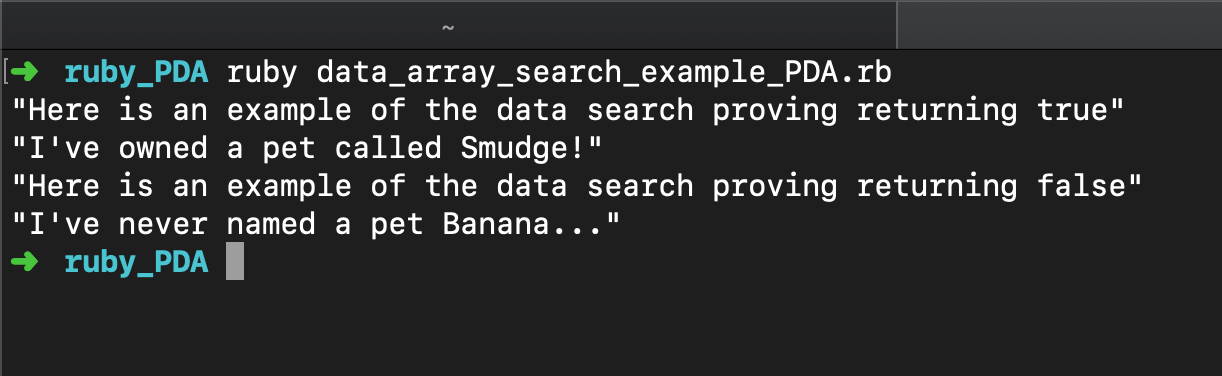 ~
[➜ ruby_PDA ruby data_array_search_example_PDA.rb
"Here is an example of the data search proving returning true"
"I've owned a pet called Smudge!"
"Here is an example of the data search proving returning false"
"I've never named a pet Banana..."
➜ ruby_PDA